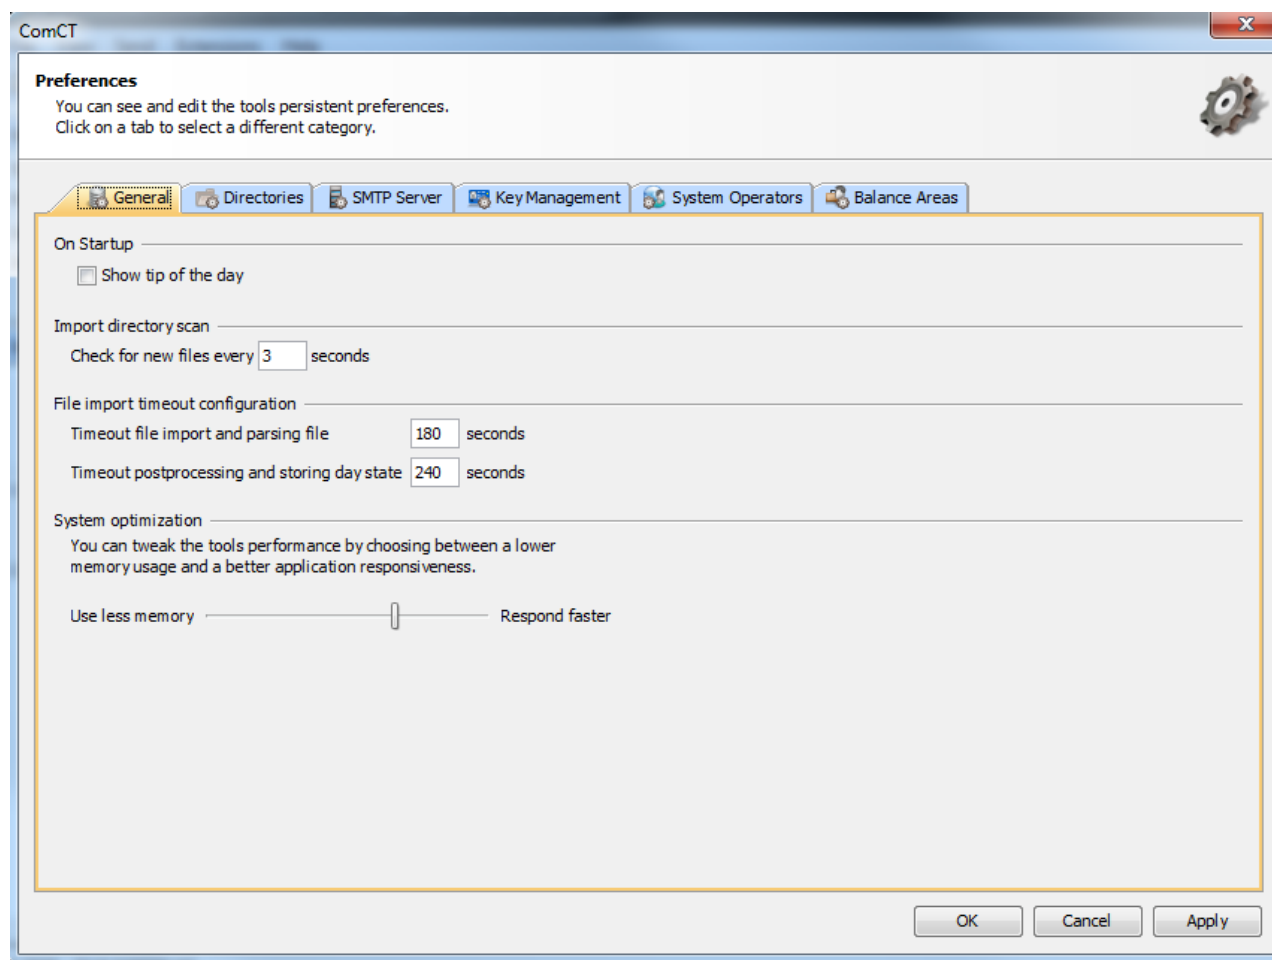 ComCT
Preferences
You can see and edit the tools persistent preferences.
Click on a tab to select a different category.
General Directories SMTP Server Key Management System Operators Balance Areas
On Startup
Show tip of the day
Import directory scan
Check for new files every 3 seconds
File import timeout configuration
Timeout file import and parsing file 180 seconds
Timeout postprocessing and storing day state 240 seconds
System optimization
You can tweak the tools performance by choosing between a lower
memory usage and a better application responsiveness.
Use less memory Respond faster
OK Cancel Apply